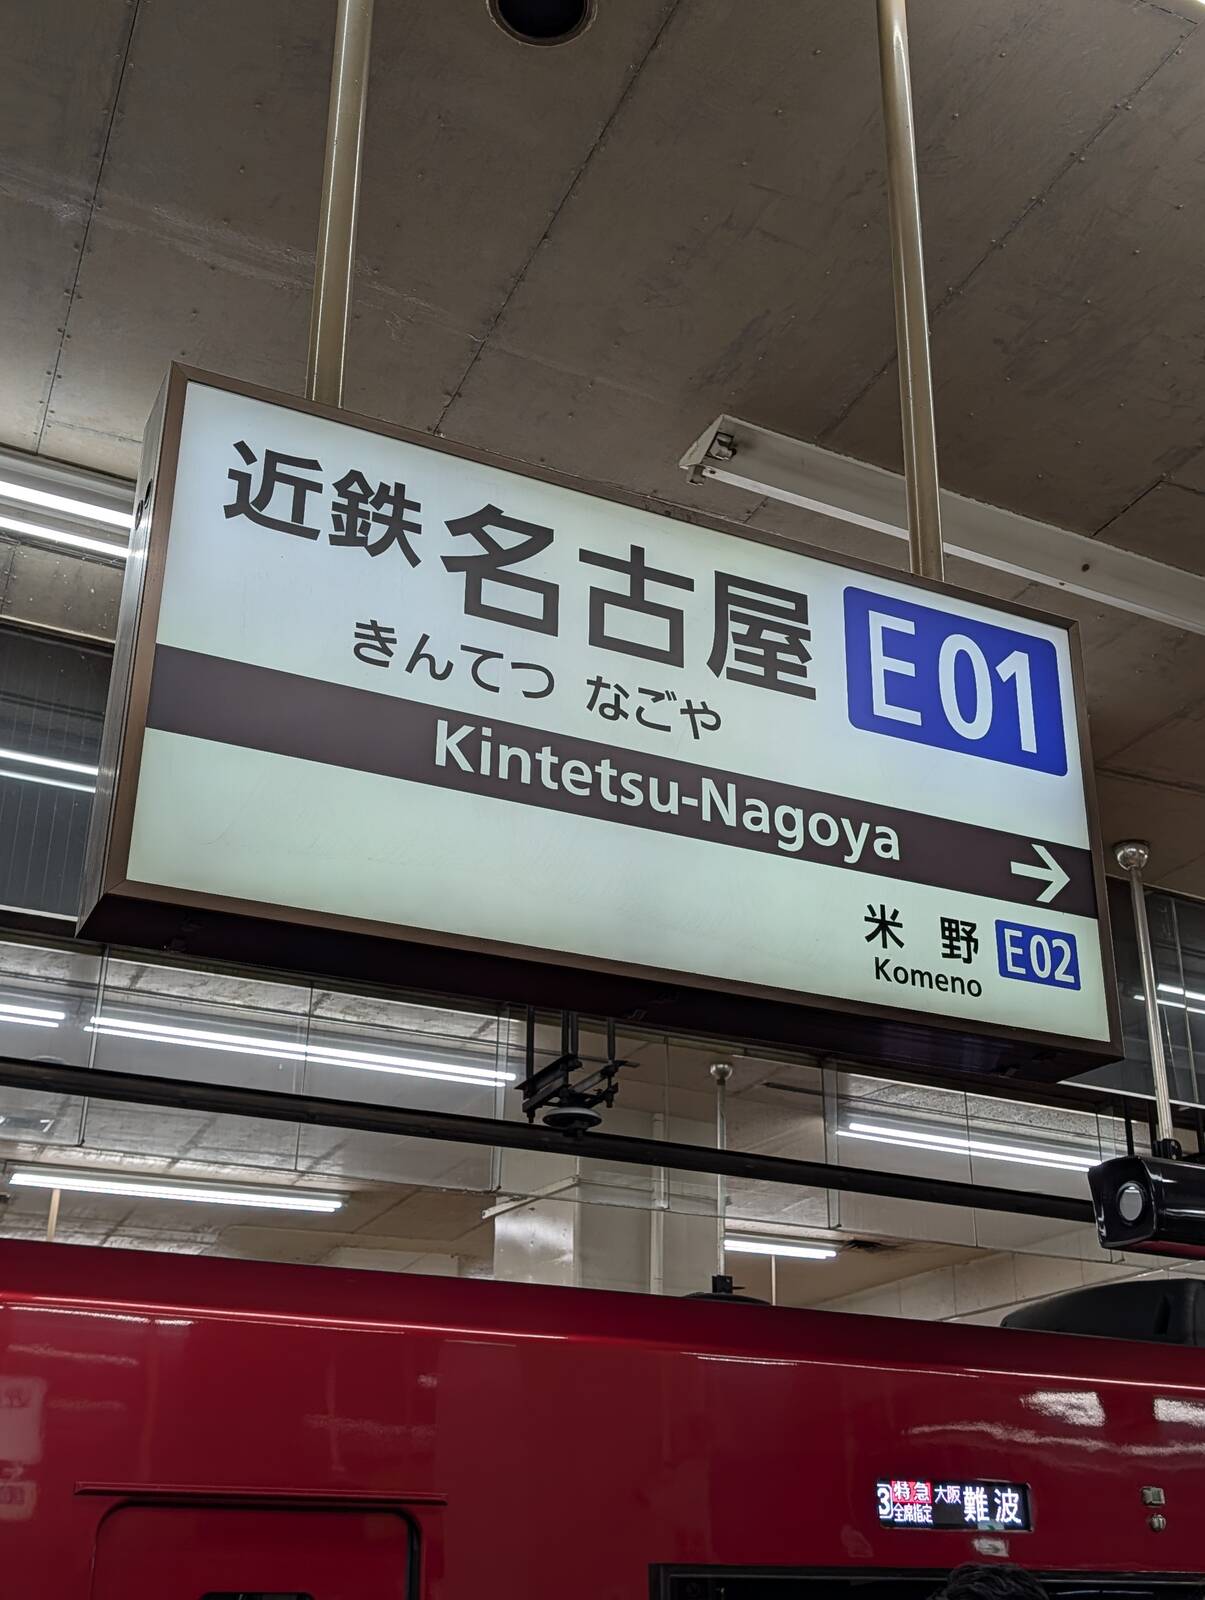 近鉄名古屋 E01
きんてつ なごや
Kintetsu-Nagoya →
米野 E02
Komeno
3 特急 全席指定 大阪難波